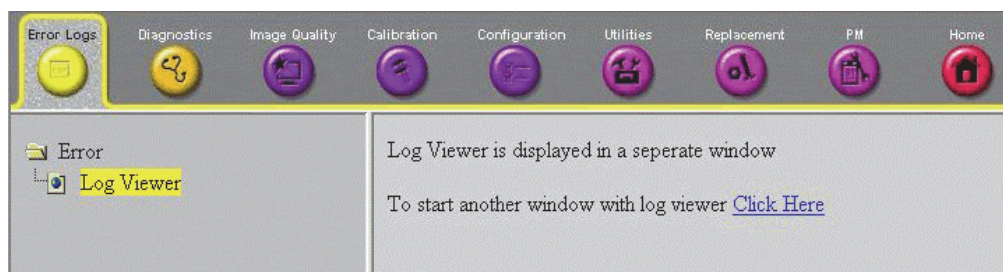 Error Logs
Diagnostics
Image Quality
Calibration
Configuration
Utilities
Replacement
PM
Home
Error
Log Viewer
Log Viewer is displayed in a seperate window
To start another window with log viewer Click Here